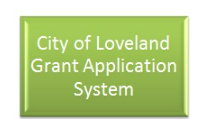 City of Loveland
Grant Application
System